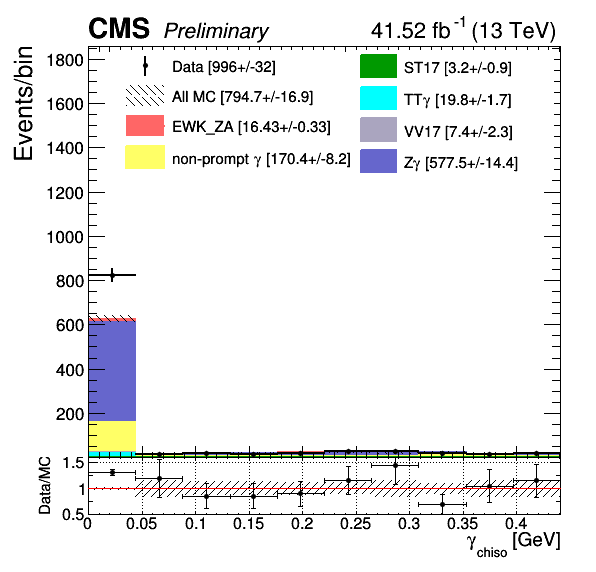 CMS Preliminary 41.52 fb⁻¹ (13 TeV)
Events/bin
1800
1600
1400
1200
1000
800
600
400
200
Data [996+/-32]
All MC [794.7+/-16.9]
EWK_ZA [16.43+/-0.33]
non-prompt γ [170.4+/-8.2]
ST17 [3.2+/-0.9]
TTγ [19.8+/-1.7]
VV17 [7.4+/-2.3]
Zγ [577.5+/-14.4]
Data/MC
1.5
1
0.5
0 0.05 0.10 0.15 0.2 0.25 0.3 0.35 0.4
γchiso [GeV]